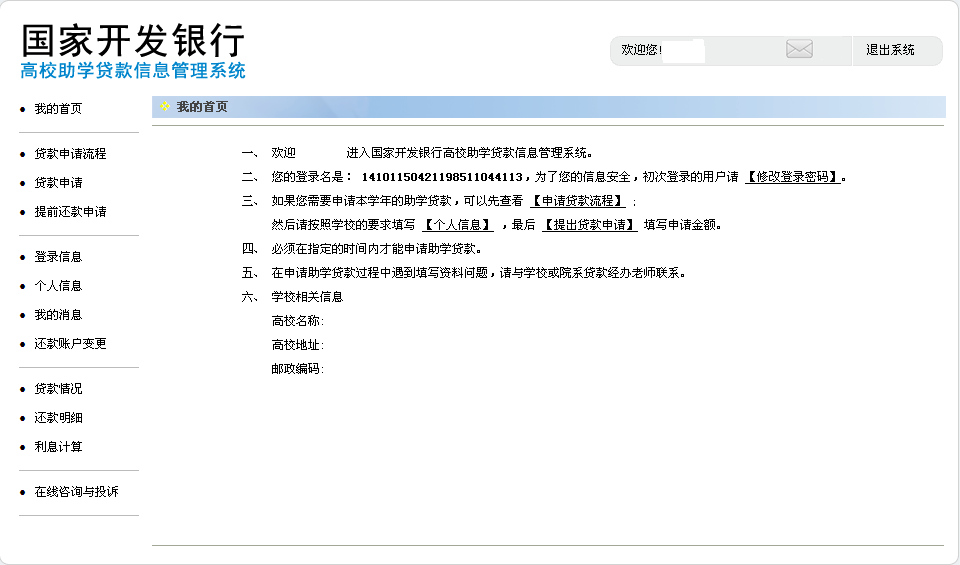 国家开发银行
高校助学贷款信息管理系统
欢迎您!
退出系统
我的首页
贷款申请流程
贷款申请
提前还款申请
登录信息
个人信息
我的消息
还款账户变更
贷款情况
还款明细
利息计算
在线咨询与投诉
我的首页
一、 欢迎 进入国家开发银行高校助学贷款信息管理系统。
二、 您的登录名是: 14101150421198511044113,为了您的信息安全,初次登录的用户请 【修改登录密码】。
三、 如果您需要申请本学年的助学贷款,可以先查看 【申请贷款流程】 ;
然后请按照学校的要求填写 【个人信息】 ,最后 【提出贷款申请】 填写申请金额。
四、 必须在指定的时间内才能申请助学贷款。
五、 在申请助学贷款过程中遇到填写资料问题,请与学校或院系贷款经办老师联系。
六、 学校相关信息
高校名称:
高校地址:
邮政编码: